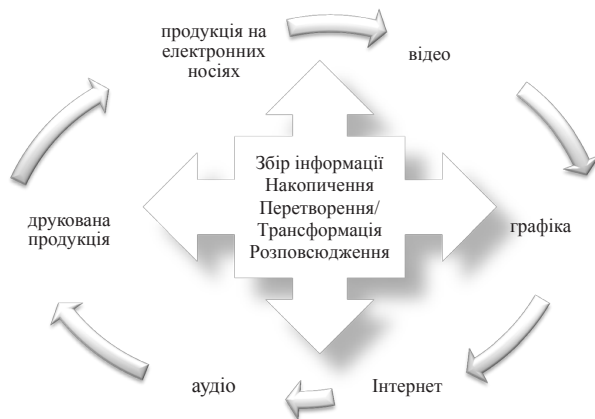 продукція на
електронних
носіях
відео
Збір інформації
Накопичення
Перетворення/
Трансформація
Розповсюдження
друкована
продукція
графіка
аудіо
Інтернет